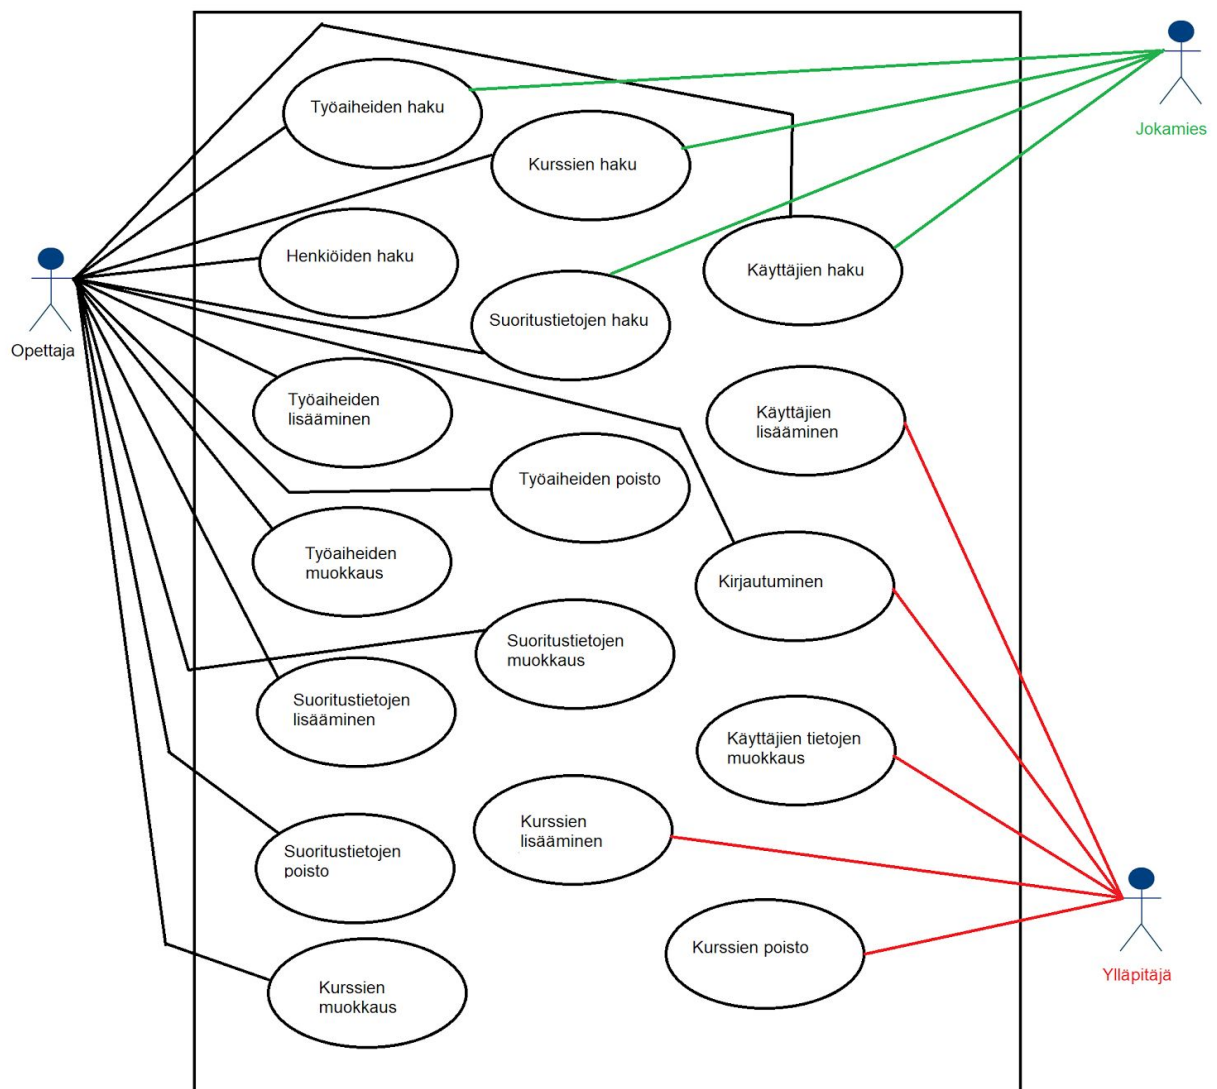 Työaiheiden haku
Jokamies
Kurssien haku
Henkiöiden haku
Käyttäjien haku
Suoritustietojen haku
Opettaja
Työaiheiden
lisääminen
Käyttäjien
lisääminen
Työaiheiden poisto
Työaiheiden
muokkaus
Kirjautuminen
Suoritustietojen
muokkaus
Suoritustietojen
lisääminen
Käyttäjien tietojen
muokkaus
Kurssien
lisääminen
Suoritustietojen
poisto
Kurssien poisto
Ylläpitäjä
Kurssien
muokkaus